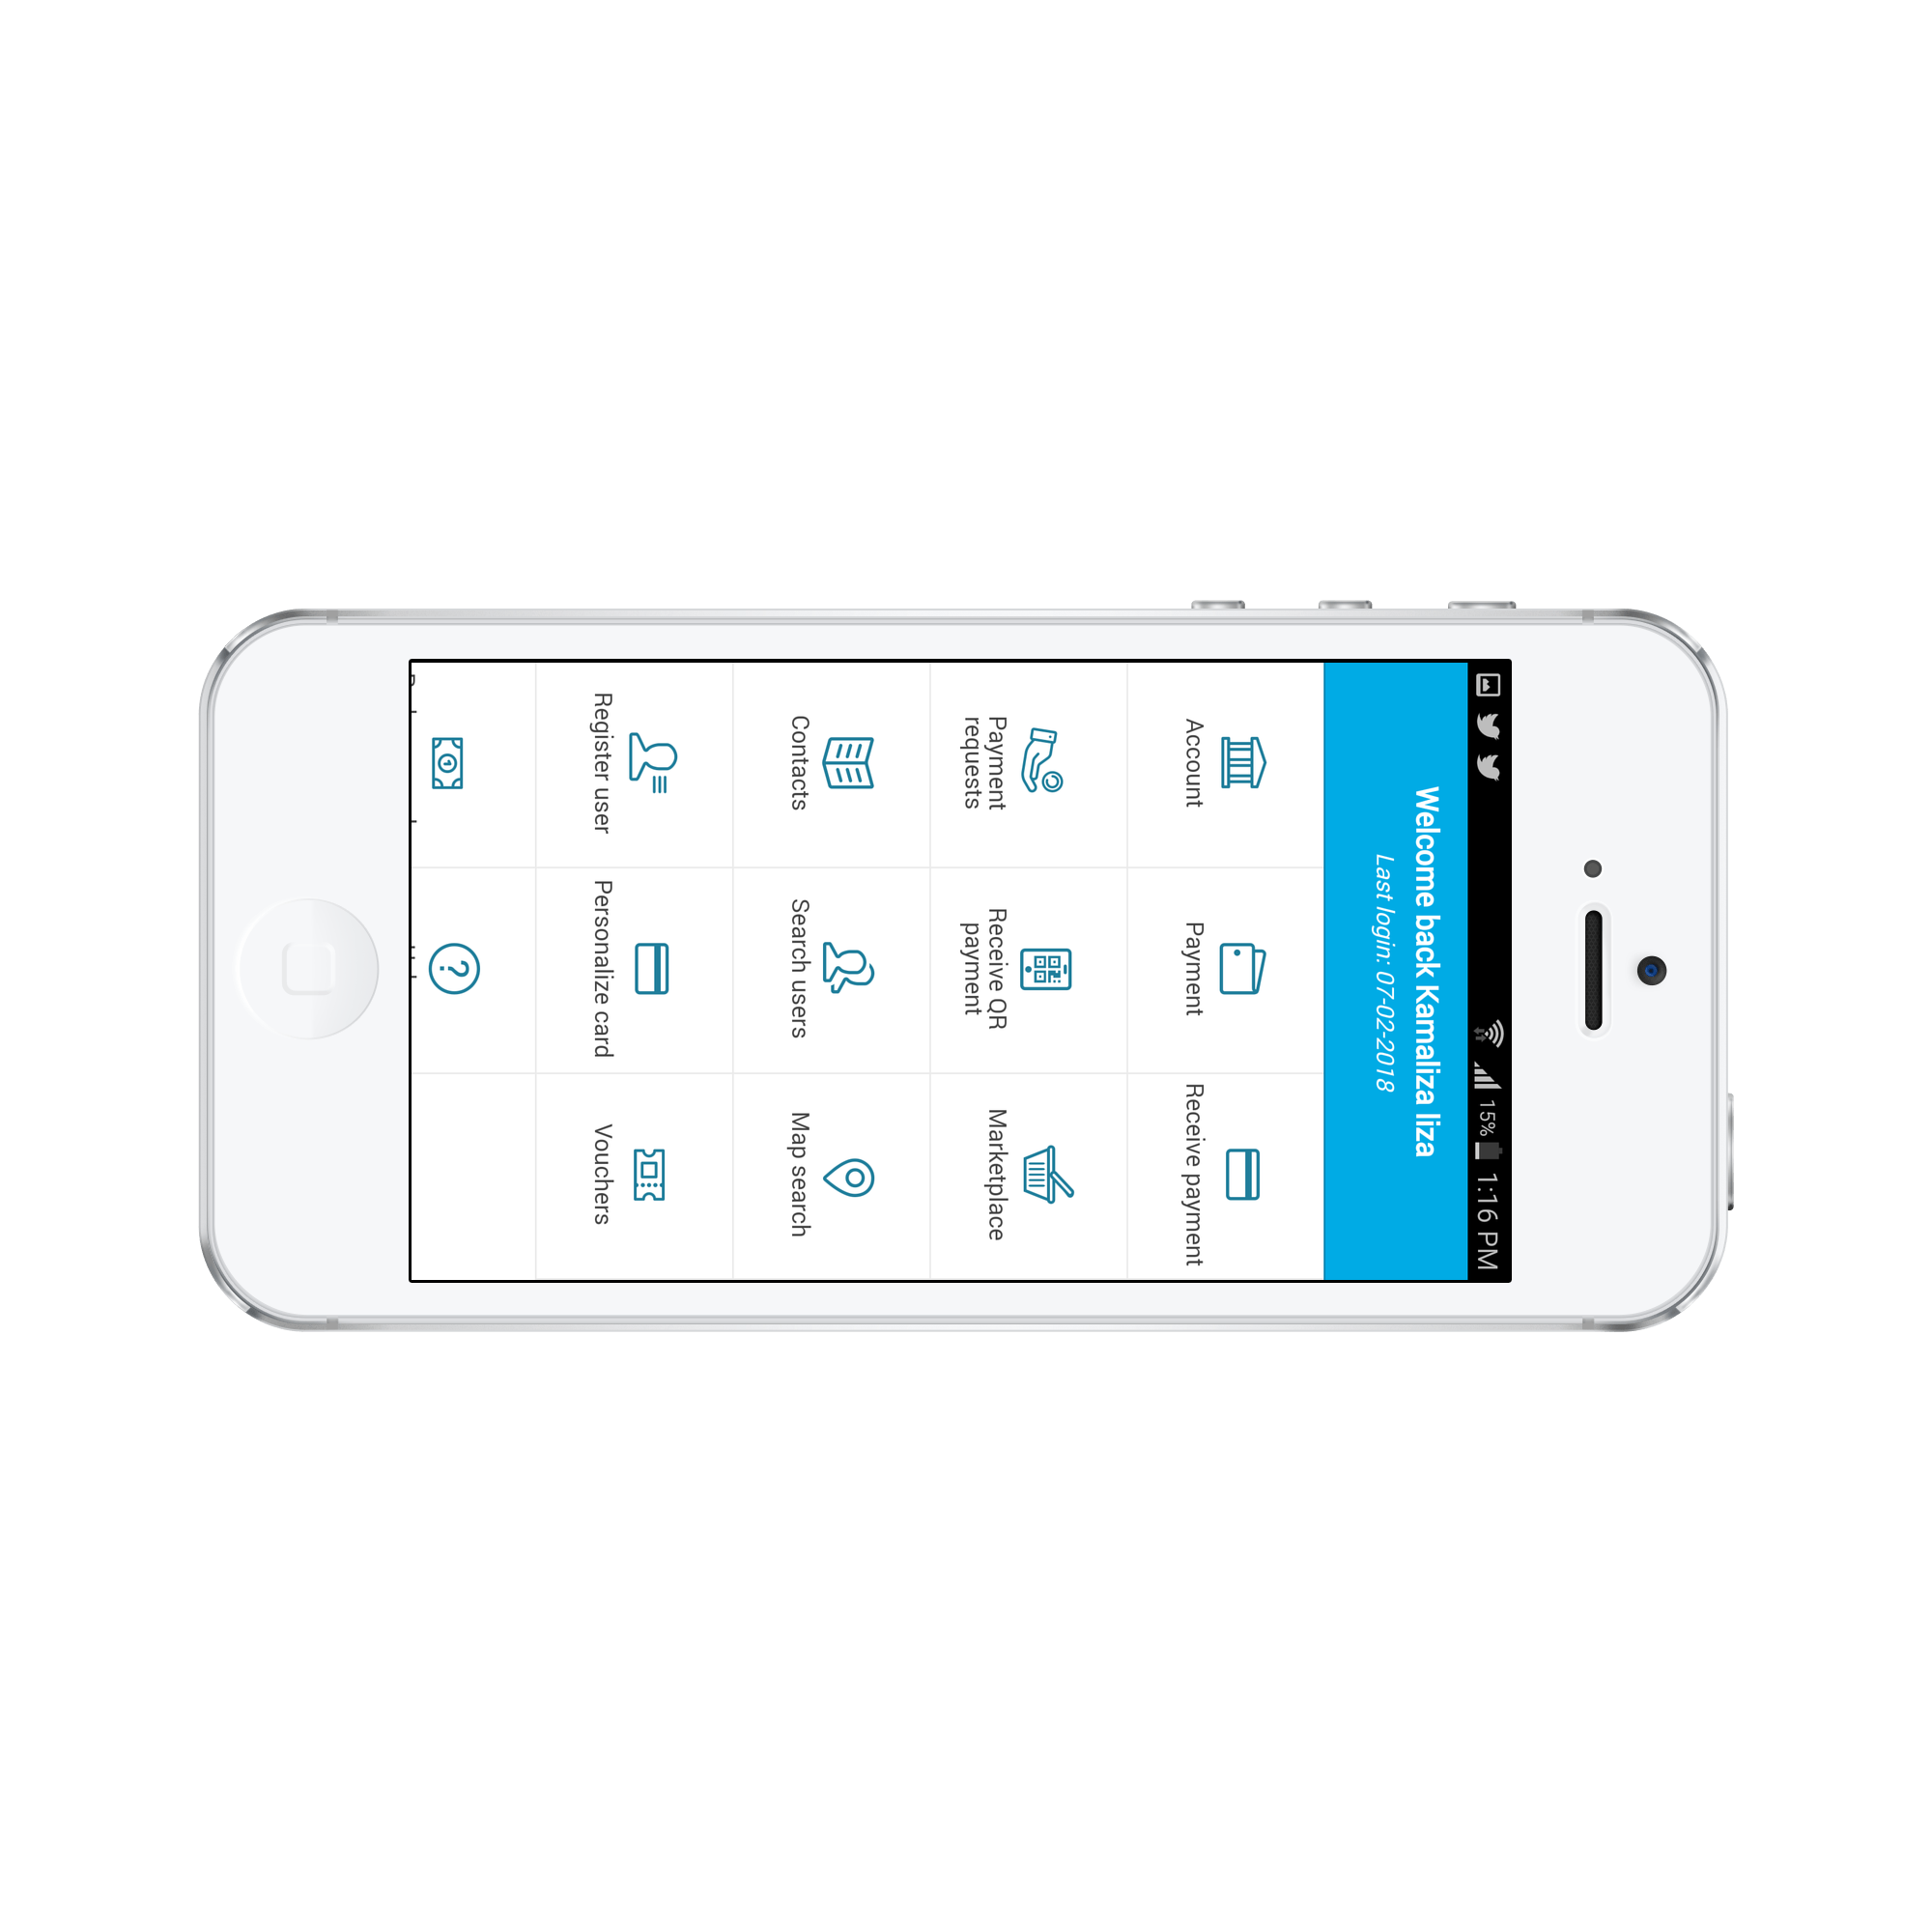 15% 1:16 PM
Welcome back Kamaliza liza
Last login: 07-02-2018
Account
Payment
Receive payment
Payment
requests
Receive QR
payment
Marketplace
Contacts
Search users
Map search
Register user
Personalize card
Vouchers
1
?